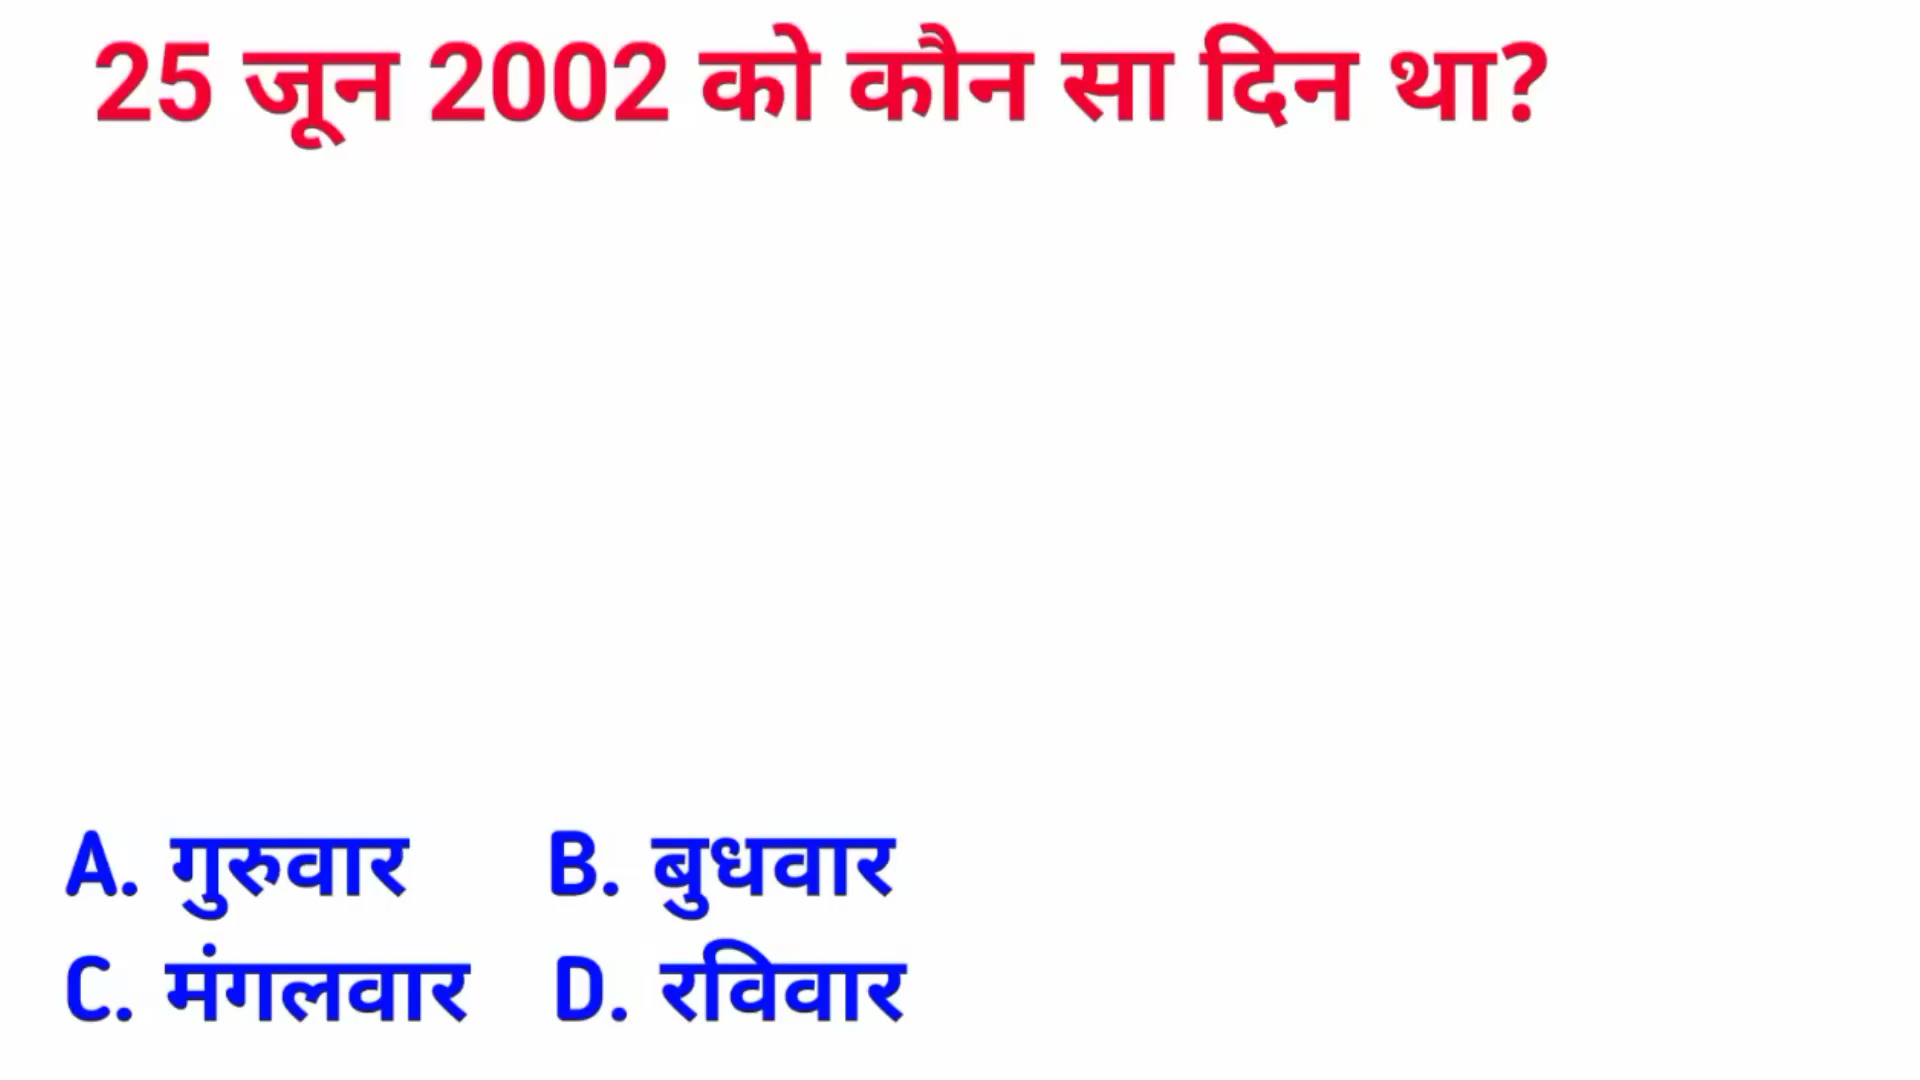 25 जून 2002 को कौन सा दिन था?
A. गुरुवार B. बुधवार
C. मंगलवार D. रविवार